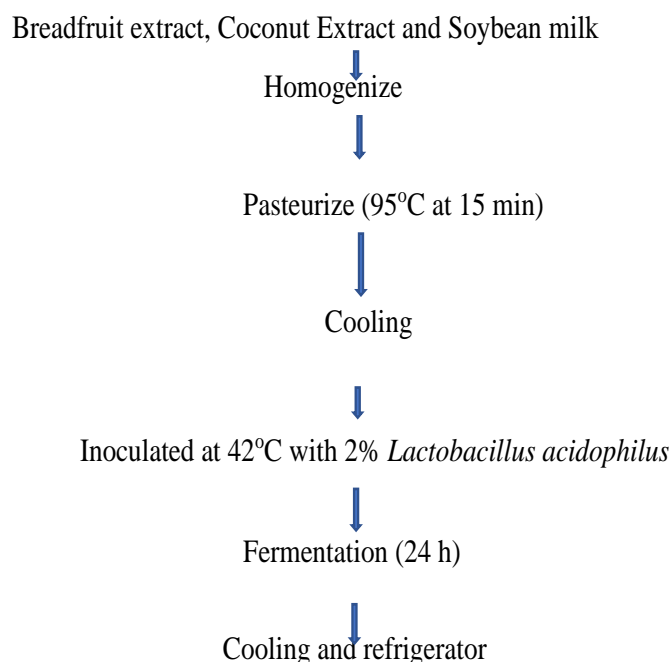 Breadfruit extract, Coconut Extract and Soybean milk
Homogenize
Pasteurize (95°C at 15 min)
Cooling
Inoculated at 42°C with 2% Lactobacillus acidophilus
Fermentation (24 h)
Cooling and refrigerator